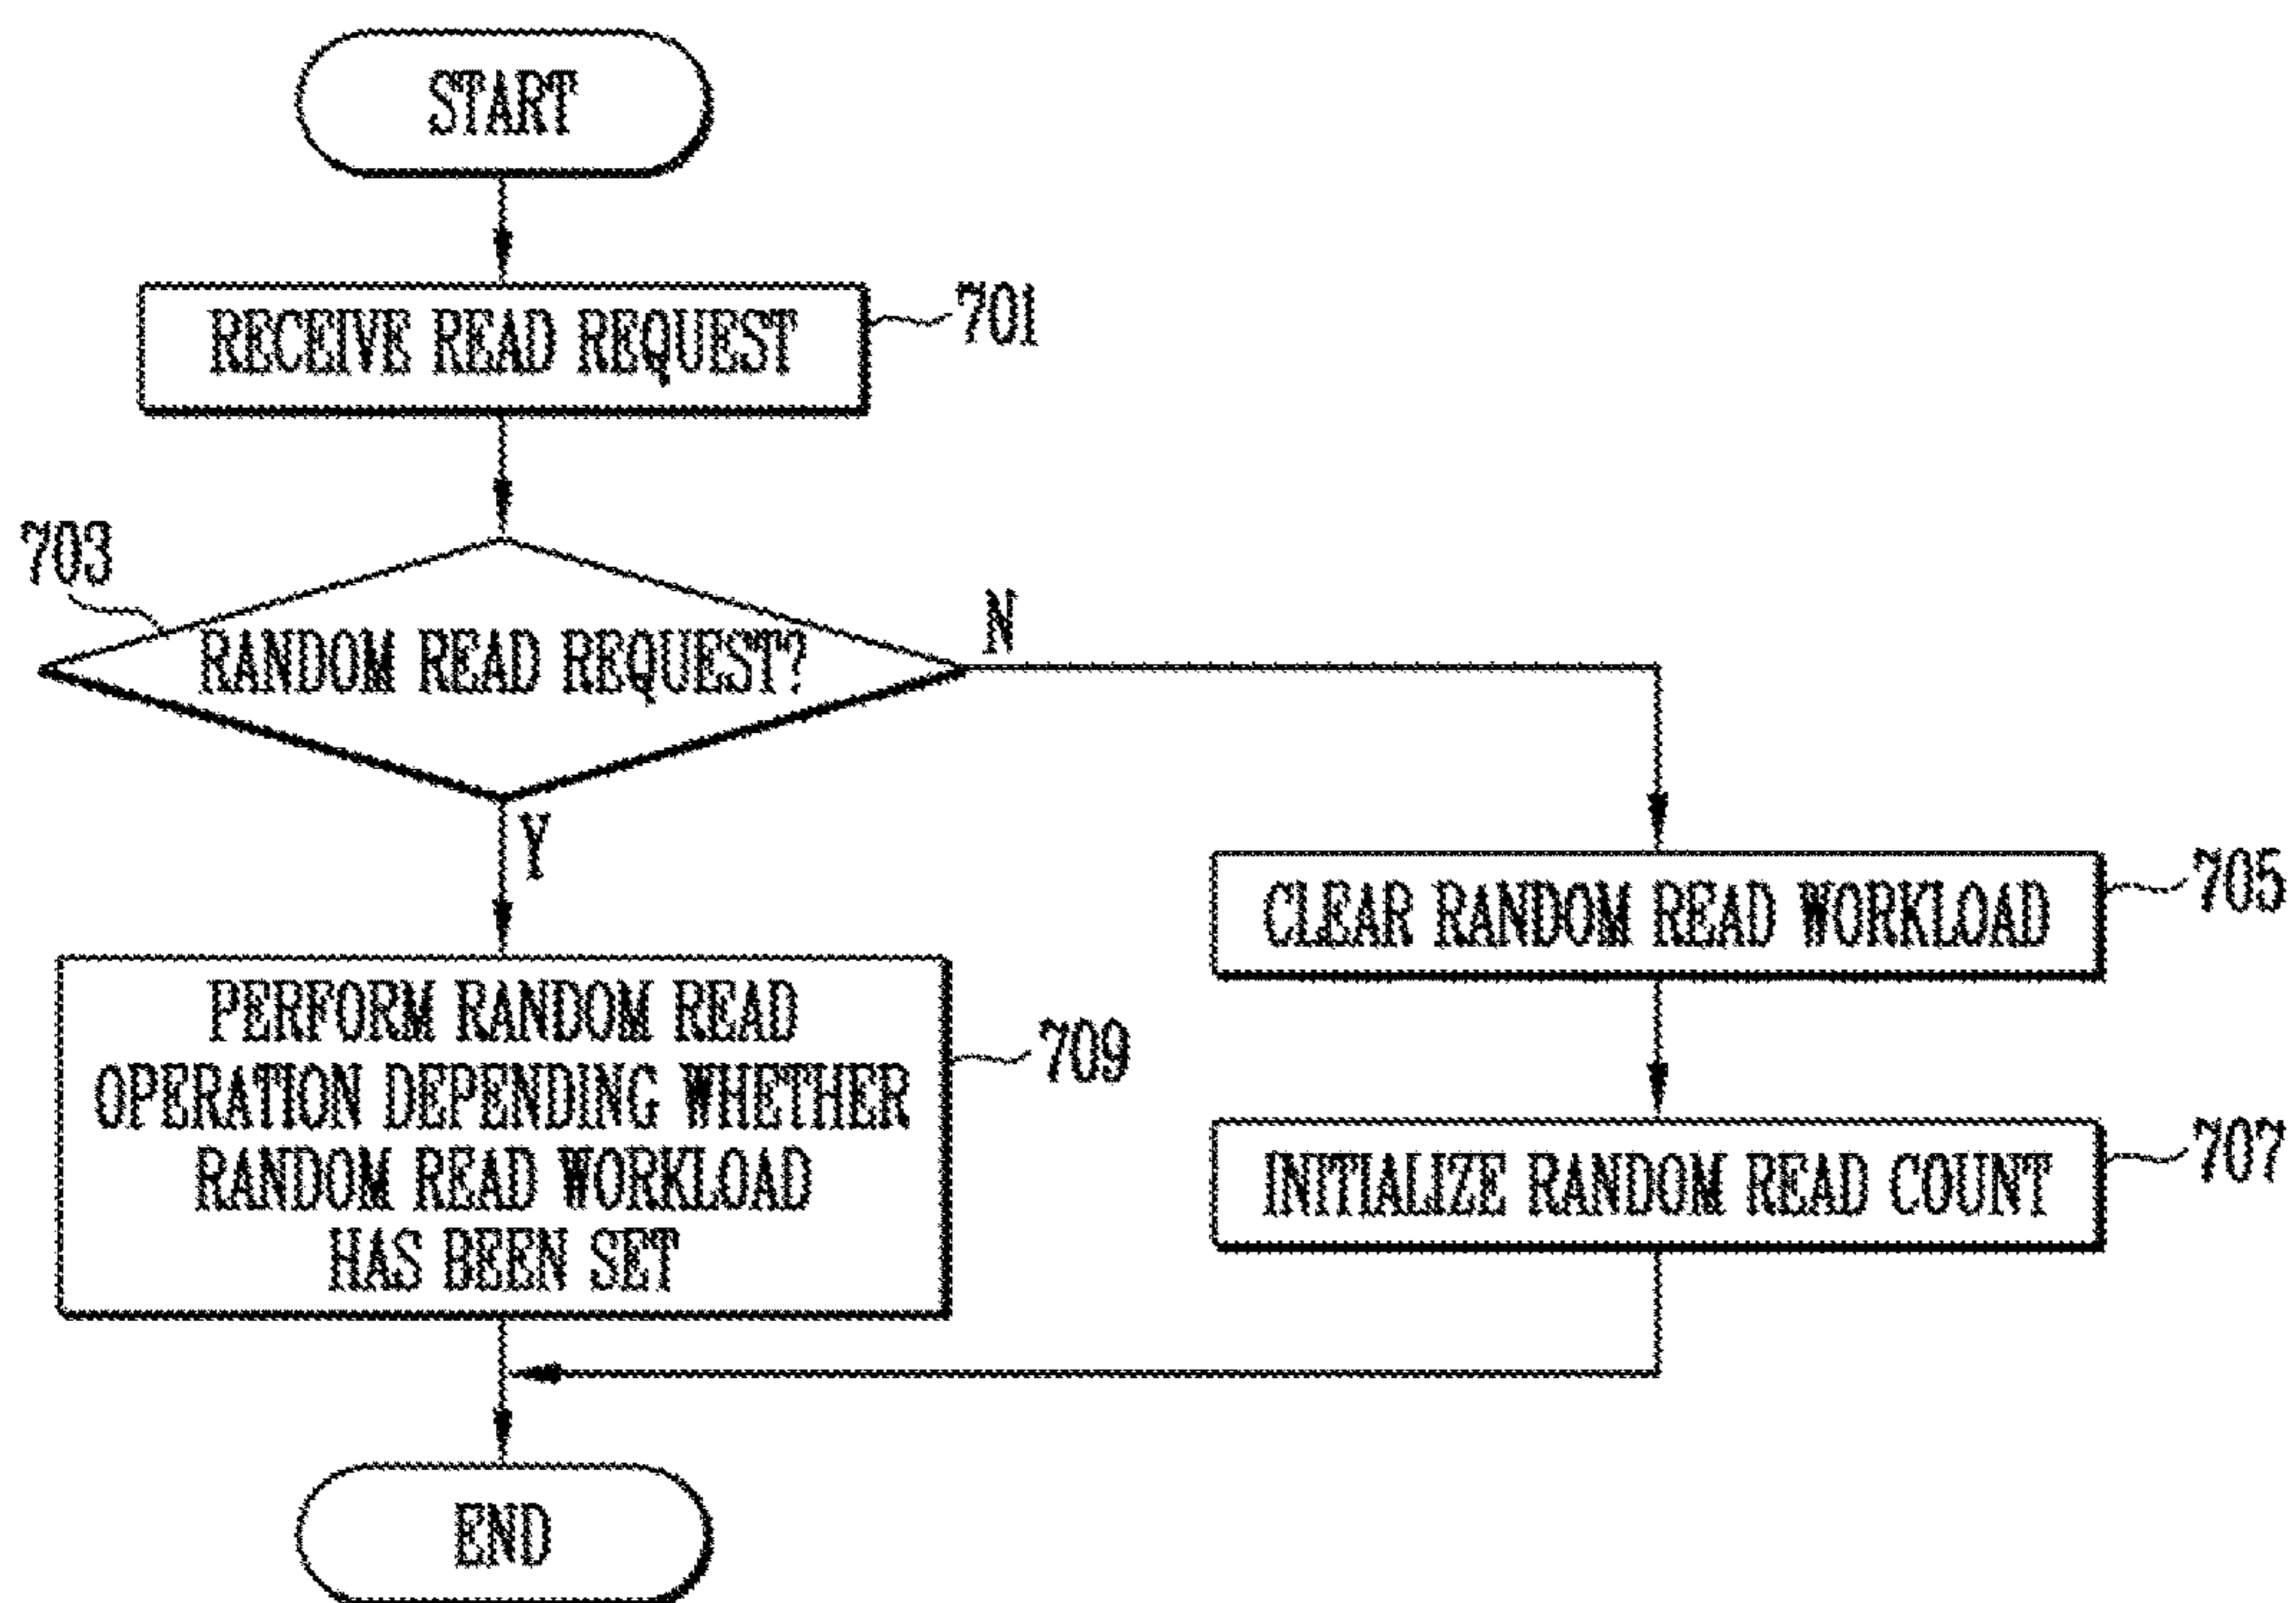 START
RECEIVE READ REQUEST
701
703
RANDOM READ REQUEST?
N
Y
CLEAR RANDOM READ WORKLOAD
705
PERFORM RANDOM READ
OPERATION DEPENDING WHETHER
RANDOM READ WORKLOAD
HAS BEEN SET
709
INITIALIZE RANDOM READ COUNT
707
END